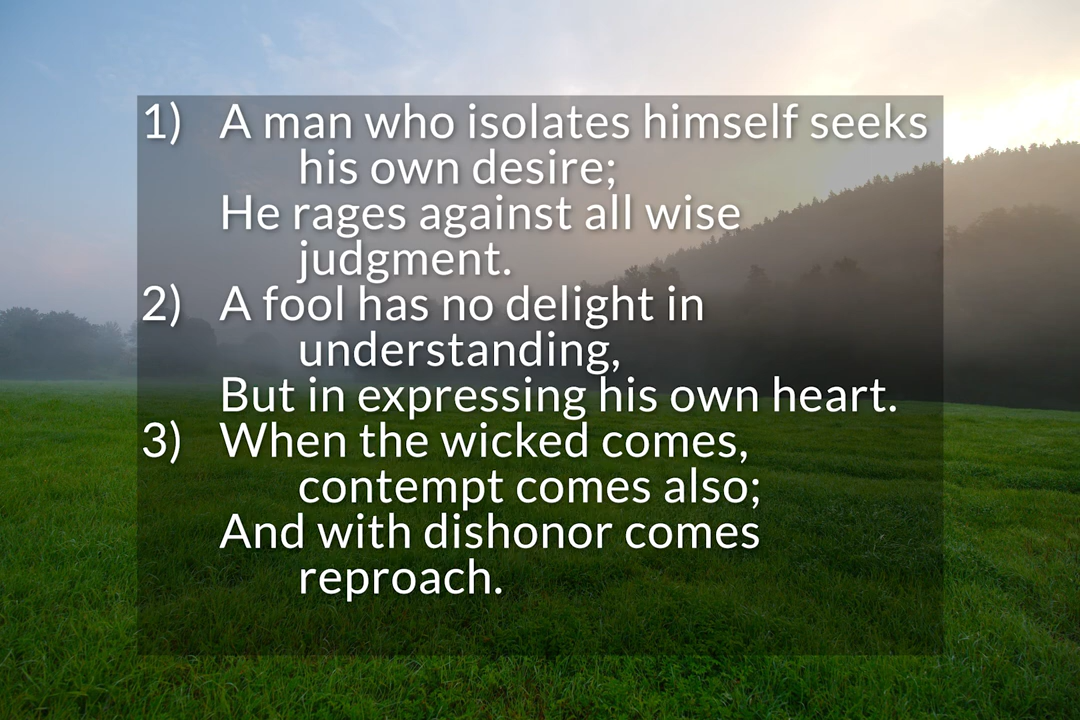 1) A man who isolates himself seeks
his own desire;
He rages against all wise
judgment.
2) A fool has no delight in
understanding,
But in expressing his own heart.
3) When the wicked comes,
contempt comes also;
And with dishonor comes
reproach.